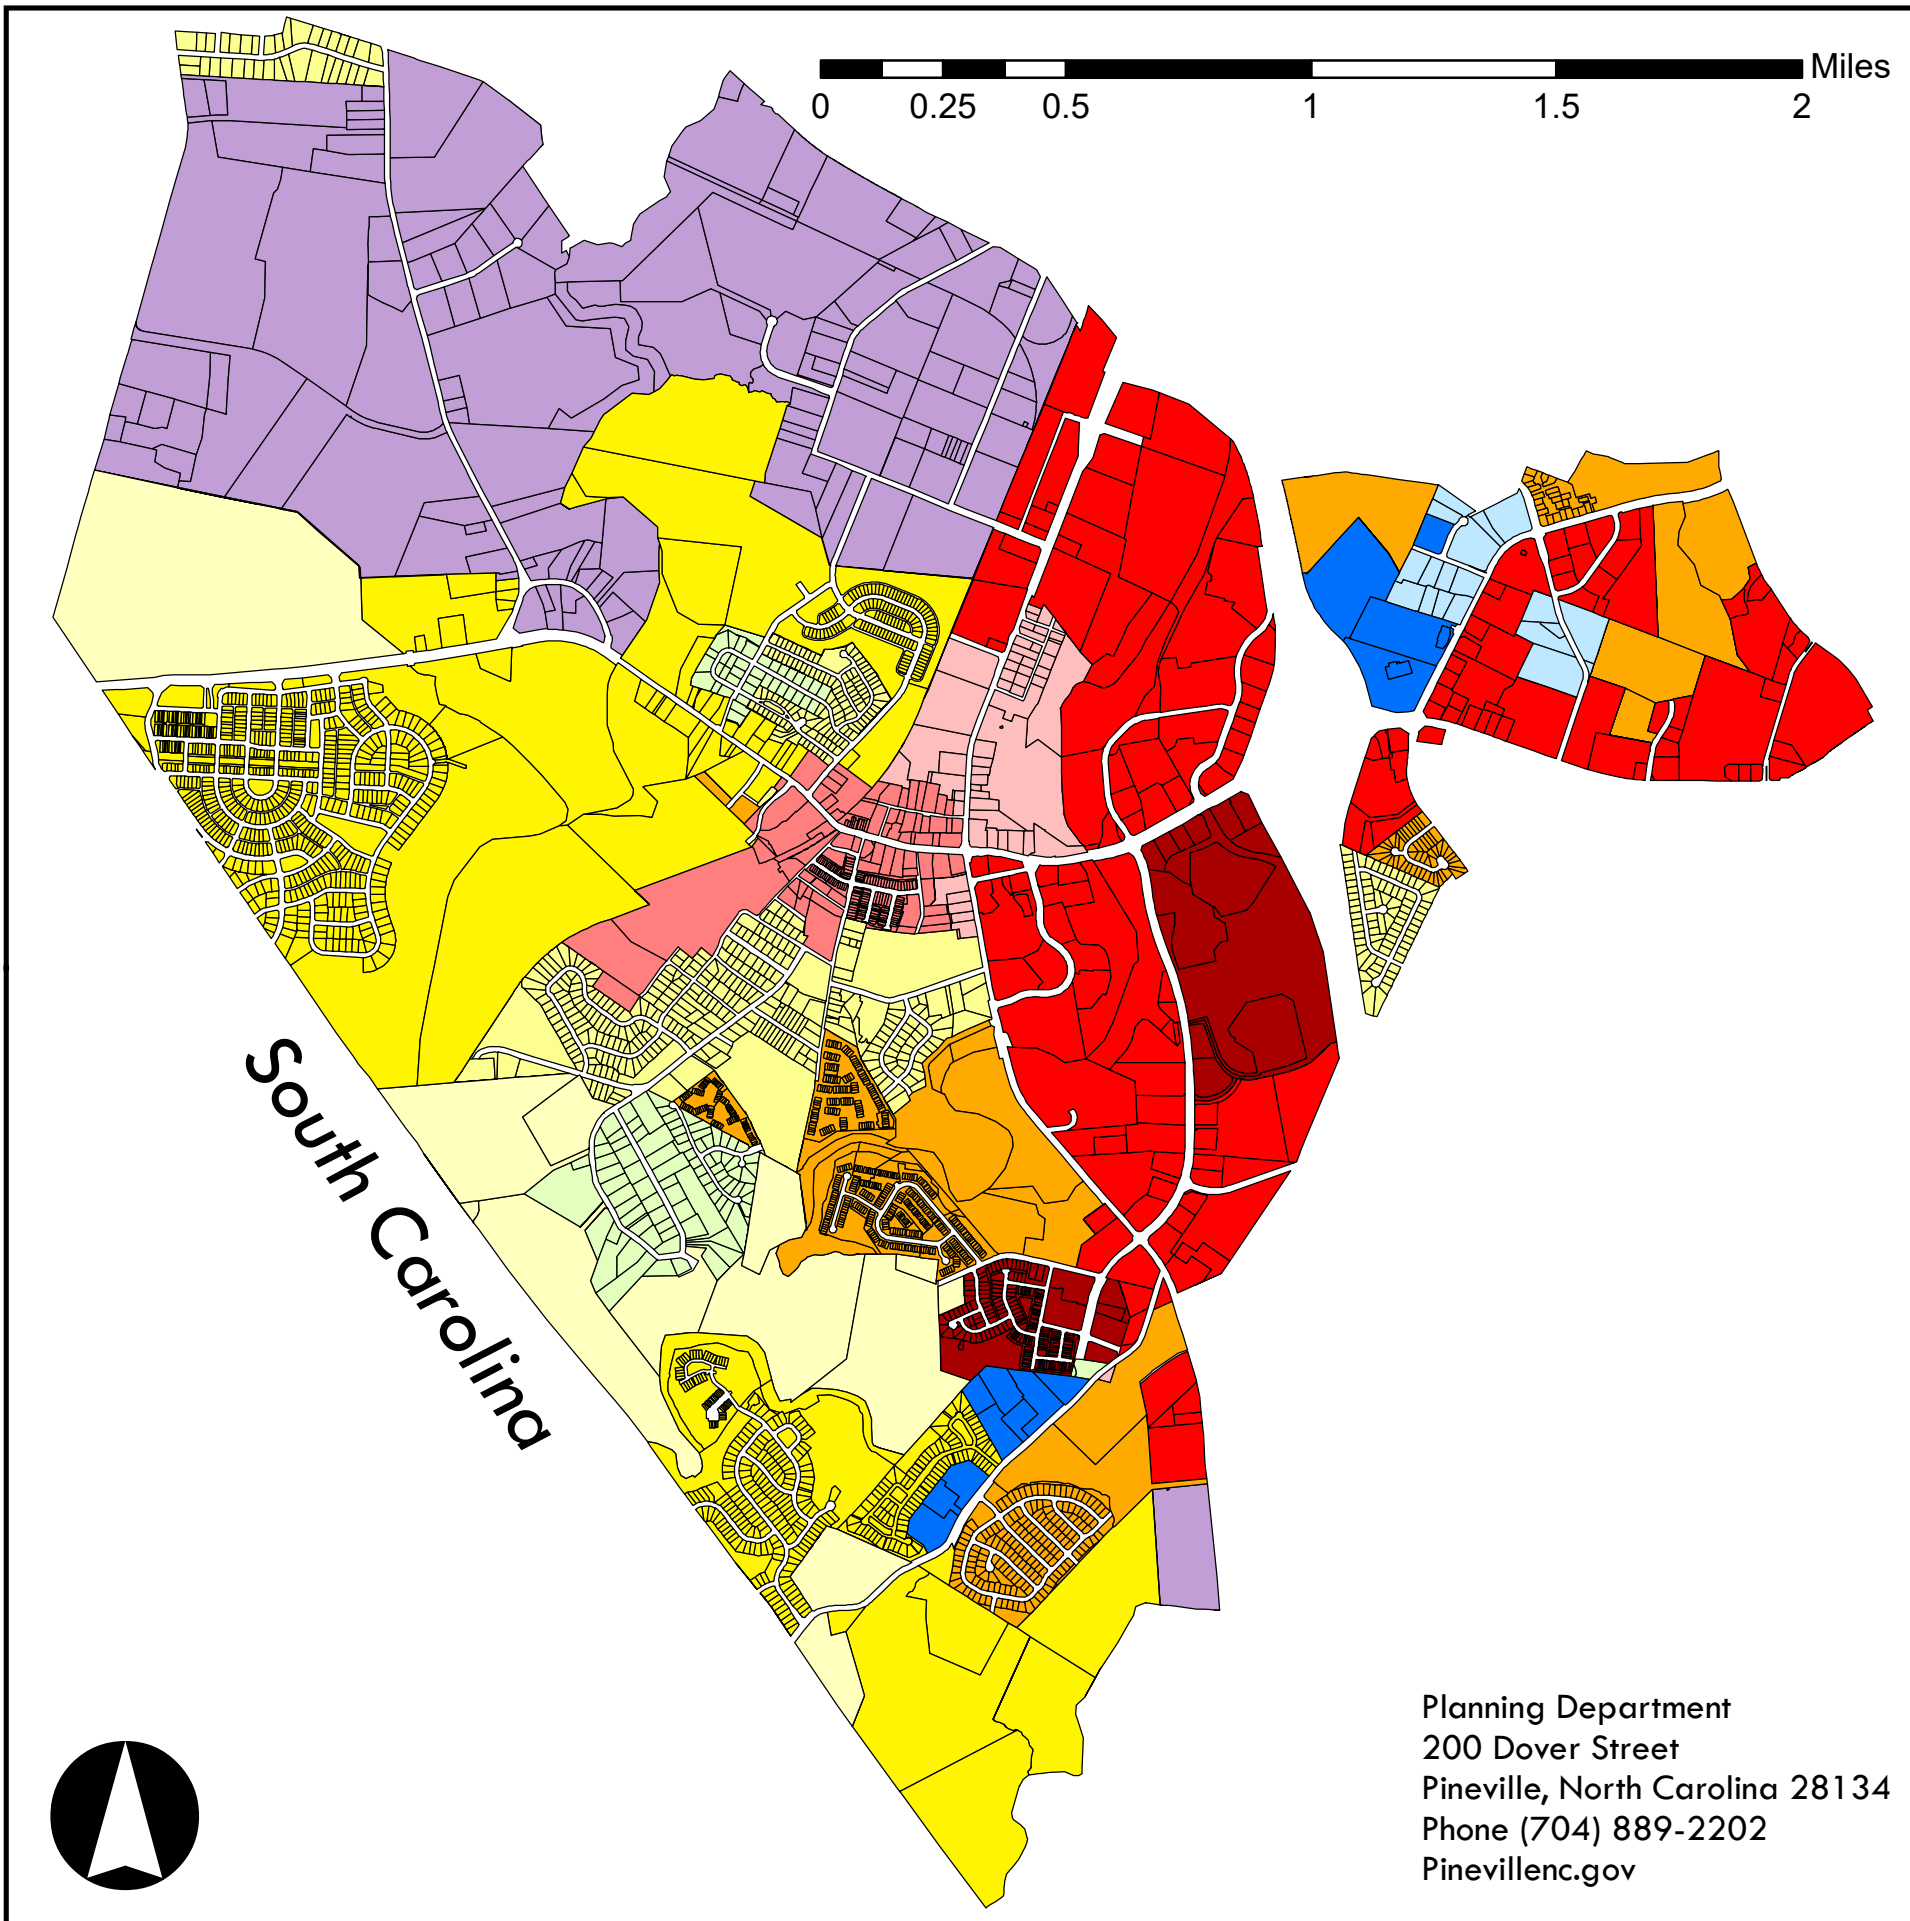 Miles
0 0.25 0.5 1 1.5 2
South Carolina
Planning Department
200 Dover Street
Pineville, North Carolina 28134
Phone (704) 889-2202
Pinevillenc.gov